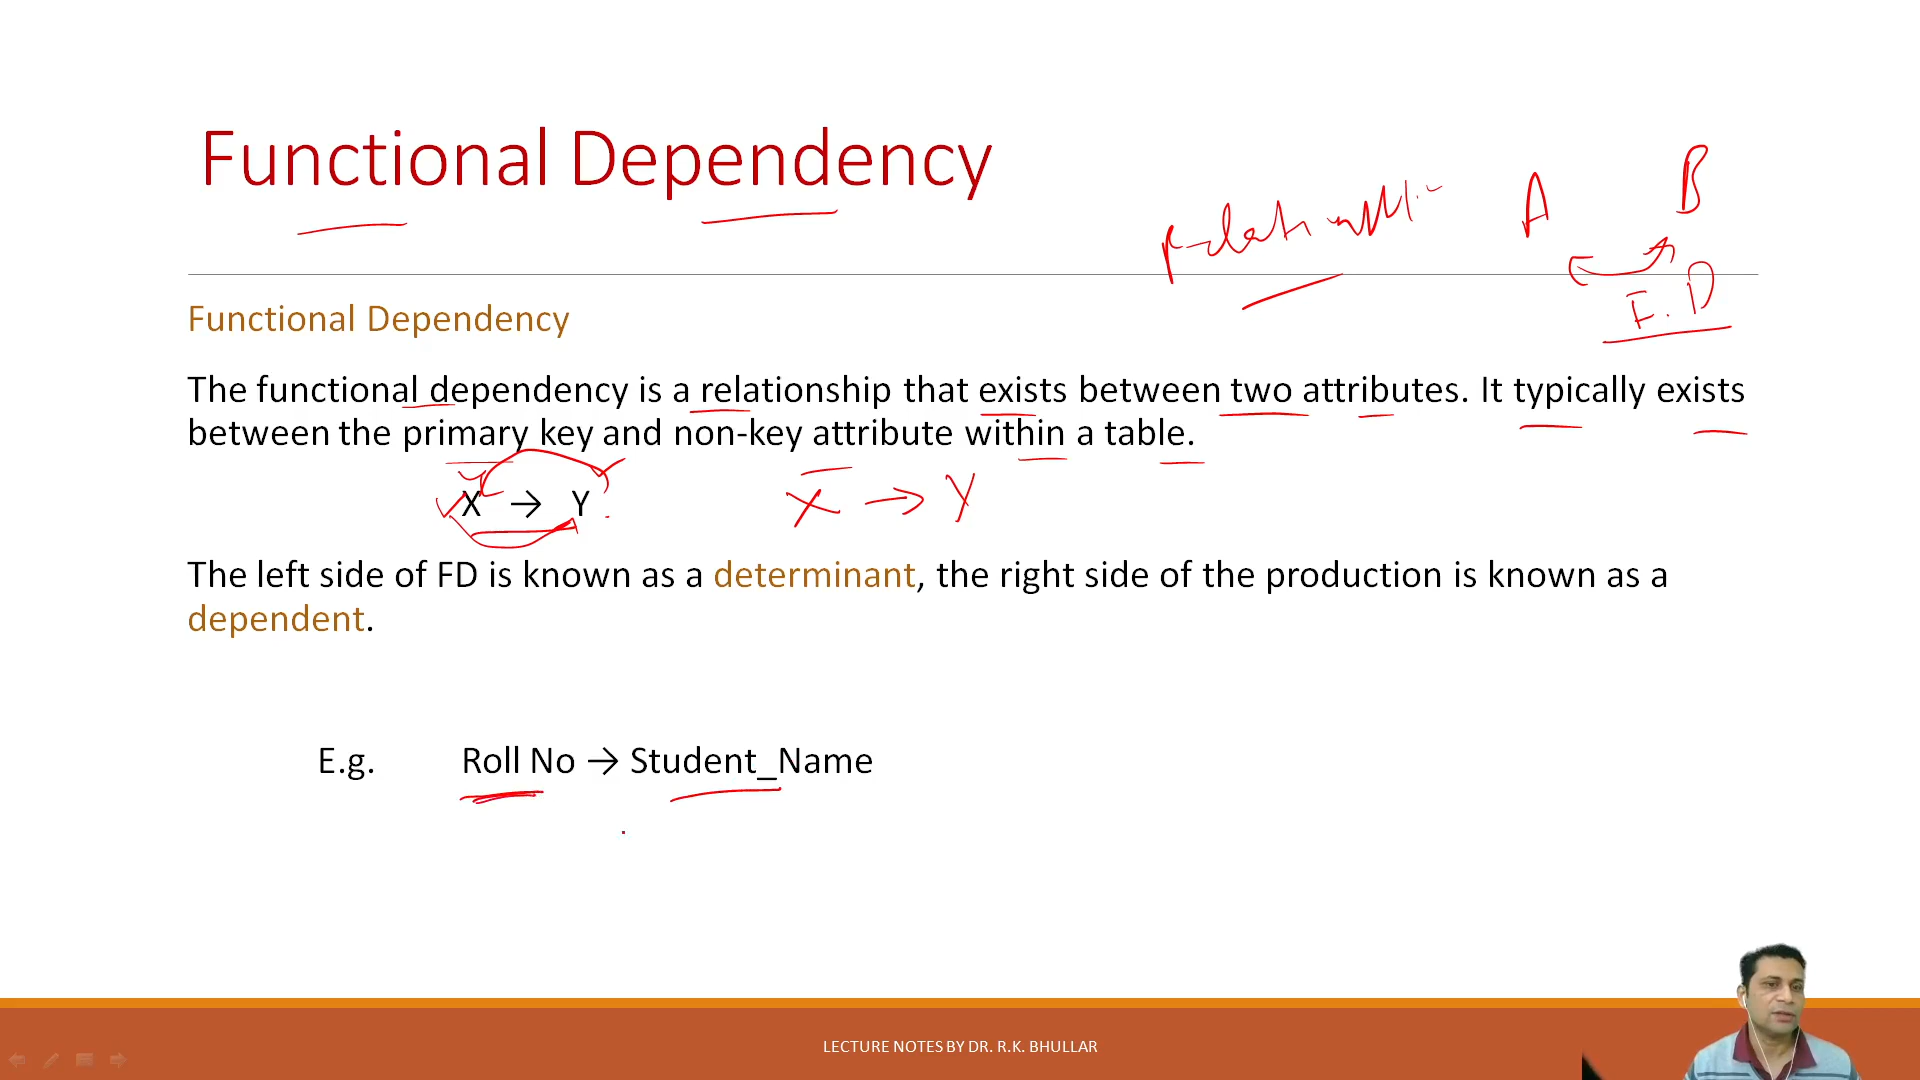 Functional Dependency
relationship A B
F.D
Functional Dependency
The functional dependency is a relationship that exists between two attributes. It typically exists
between the primary key and non-key attribute within a table.
X → Y ? X → Y
The left side of FD is known as a determinant, the right side of the production is known as a
dependent.
E.g. Roll No → Student_Name
LECTURE NOTES BY DR. R.K. BHULLAR